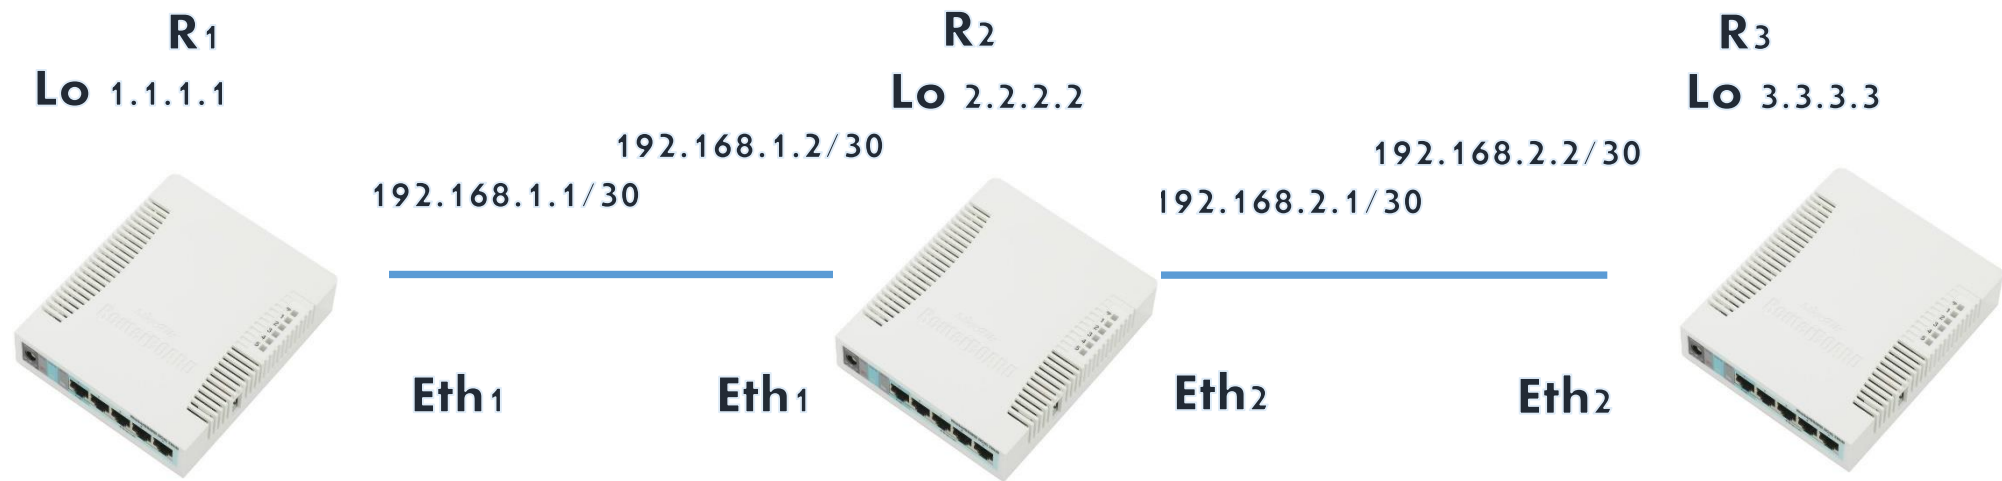 R1
Lo 1.1.1.1
192.168.1.1/30
192.168.1.2/30
Eth1
Eth1
R2
Lo 2.2.2.2
192.168.2.1/30
192.168.2.2/30
Eth2
Eth2
R3
Lo 3.3.3.3